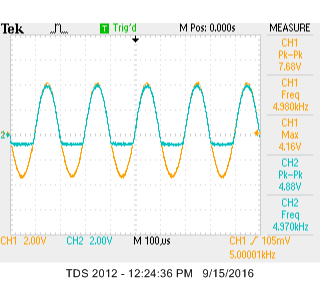 Tek Trig'd M Pos: 0.000s MEASURE
CH1
Pk-Pk
7.68V
CH1
Freq
4.980kHz
CH1
Max
4.16V
2
CH2
Pk-Pk
4.88V
CH2
Freq
4.970kHz
CH1 2.00V CH2 2.00V M 100µs CH1 / 105mV
5.00001kHz
TDS 2012 - 12:24:36 PM 9/15/2016